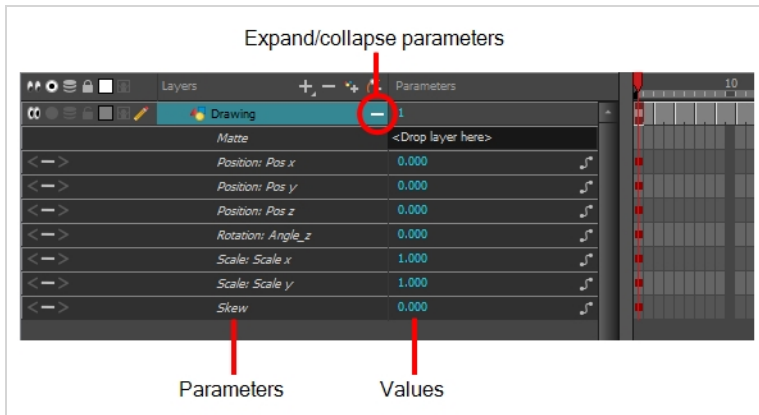 Expand/collapse parameters
Layers Parameters 10
Drawing 1
Matte <Drop layer here>
Position: Pos x 0.000
Position: Pos y 0.000
Position: Pos z 0.000
Rotation: Angle_z 0.000
Scale: Scale x 1.000
Scale: Scale y 1.000
Skew 0.000
Parameters Values